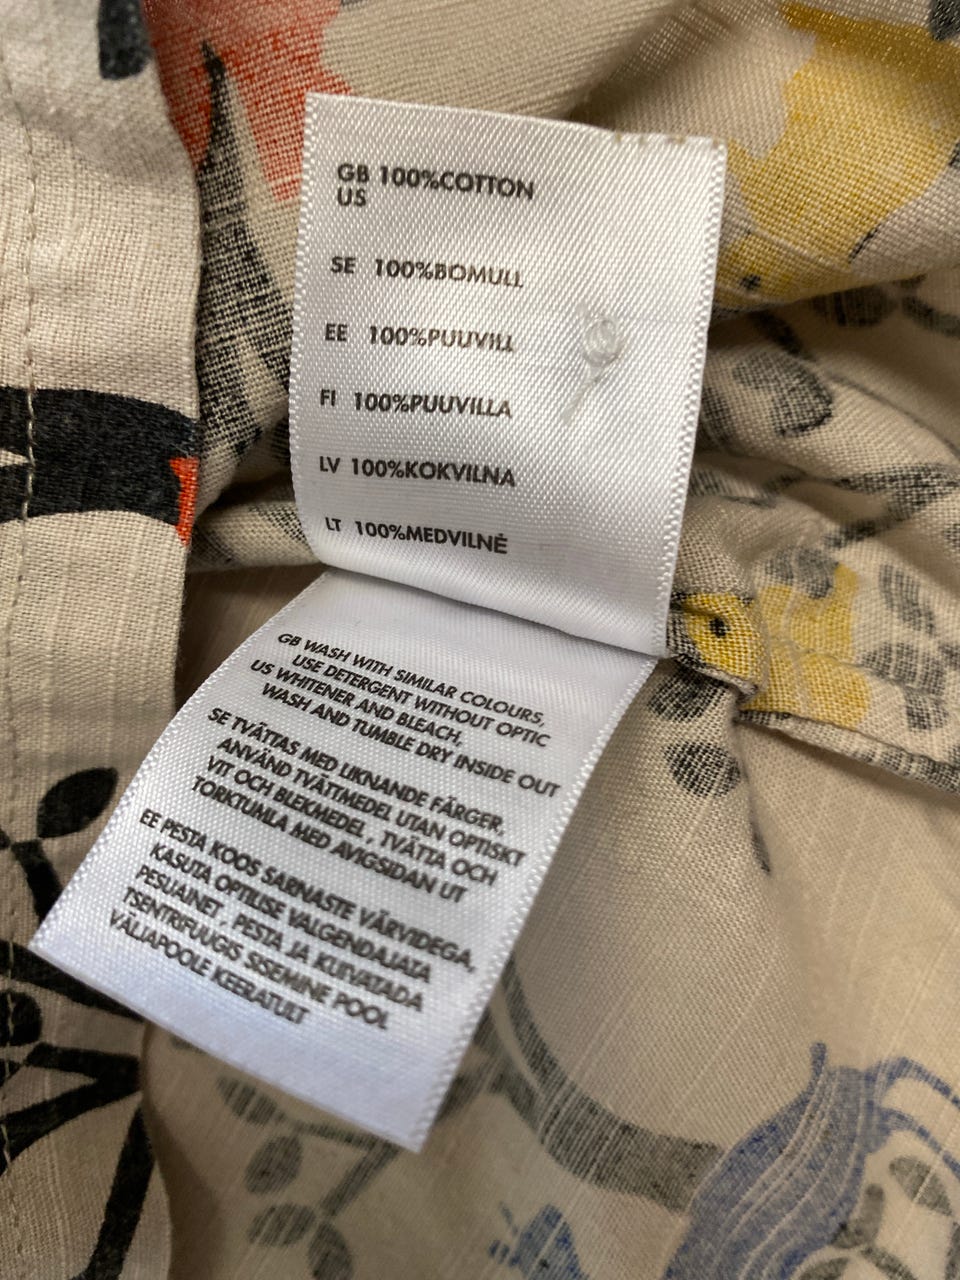 GB 100%COTTON
US
SE 100%BOMULL
EE 100%PUUVILL
FI 100%PUUVILLA
LV 100%KOKVILNA
LT 100%MEDVILNĖ
GB WASH WITH SIMILAR COLOURS,
USE DETERGENT WITHOUT OPTIC
US WHITENER AND BLEACH,
WASH AND TUMBLE DRY INSIDE OUT
SE TVÄTTAS MED LIKNANDE FÄRGER,
ANVÄND TVÄTTMEDEL UTAN OPTISKT
VIT OCH BLEKMEDEL, TVÄTTA OCH
TORKTUMLA MED AVIGSIDAN UT
EE PESTA KOOS SARNASTE VÄRVIDEGA,
KASUTA OPTILISE VALGENDAJATA
PESUAINET, PESTA JA KUIVATADA
TSENTRIFUUGIS SISEMINE POOL
VÄLJAPOOLE KEERATULT